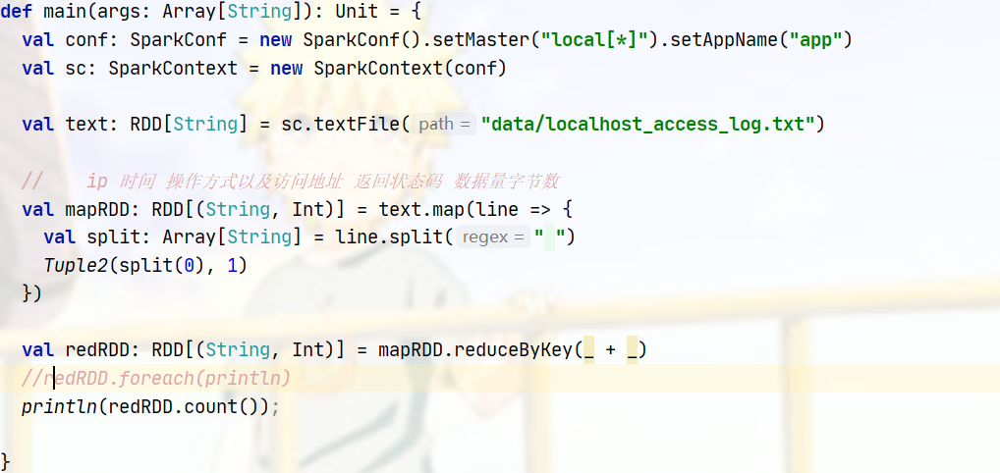 def main(args: Array[String]): Unit = {
  val conf: SparkConf = new SparkConf().setMaster("local[*]").setAppName("app")
  val sc: SparkContext = new SparkContext(conf)
  val text: RDD[String] = sc.textFile( path = "data/localhost_access_log.txt")
  //    ip 时间 操作方式以及访问地址 返回状态码 数据量字节数
  val mapRDD: RDD[(String, Int)] = text.map(line => {
    val split: Array[String] = line.split( regex = " ")
    Tuple2(split(0), 1)
  })
  val redRDD: RDD[(String, Int)] = mapRDD.reduceByKey(_ + _)
  //redRDD.foreach(println)
  println(redRDD.count());
}